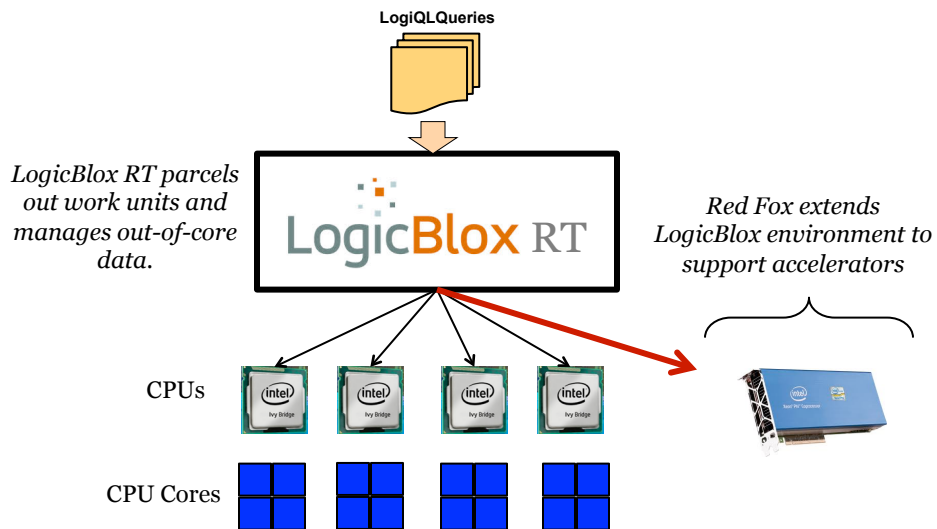 LogiQLQueries
LogicBlox RT parcels
out work units and
manages out-of-core
data.
LogicBlox RT
Red Fox extends
LogicBlox environment to
support accelerators
CPUs
intel
Ivy Bridge
intel
Ivy Bridge
intel
Ivy Bridge
intel
Ivy Bridge
intel
CPU Cores